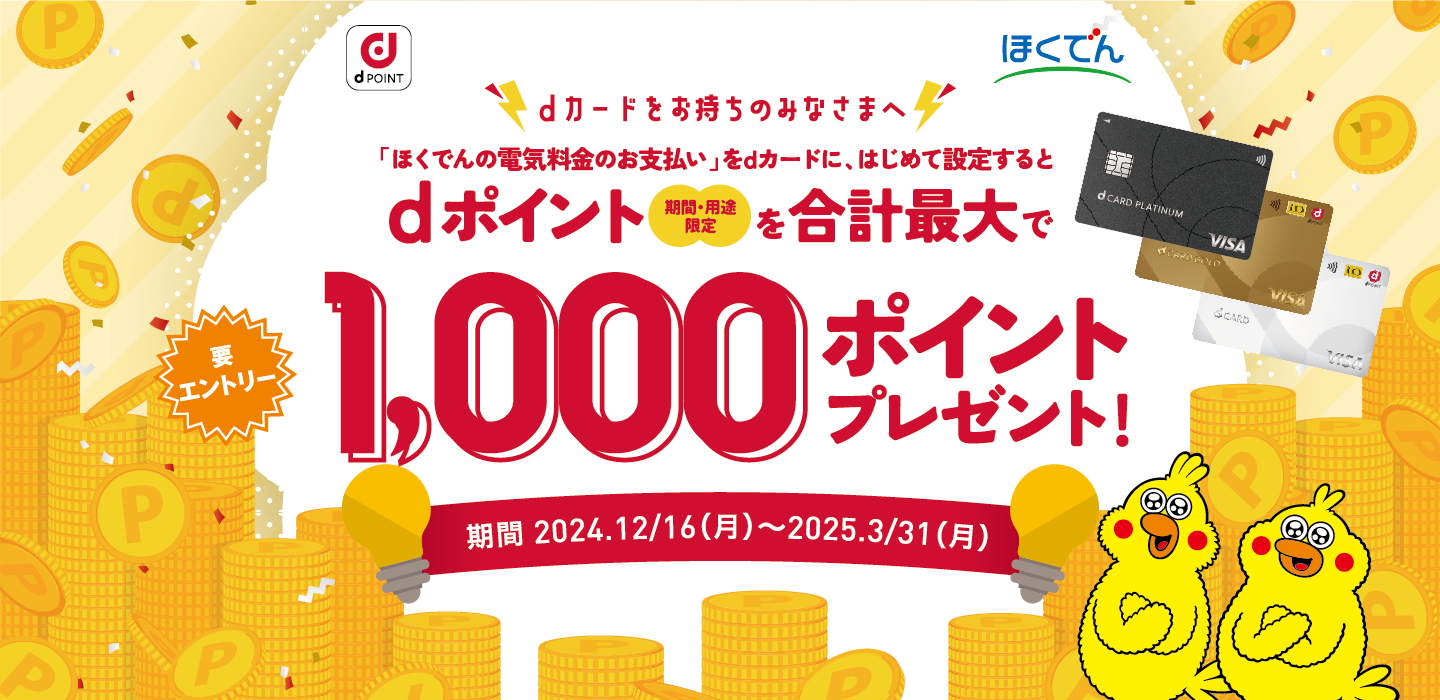 d POINT
ほくでん
dカードをお持ちのみなさまへ
「ほくでんの電気料金のお支払い」をdカードに、はじめて設定すると
dポイント 期間・用途 限定 を合計最大で
1,000ポイント
プレゼント!
要
エントリー
期間 2024.12/16(月)〜2025.3/31(月)
d CARD PLATINUM
VISA
iD
d CARD GOLD
VISA
iD
d CARD
VISA
P
P
P
P